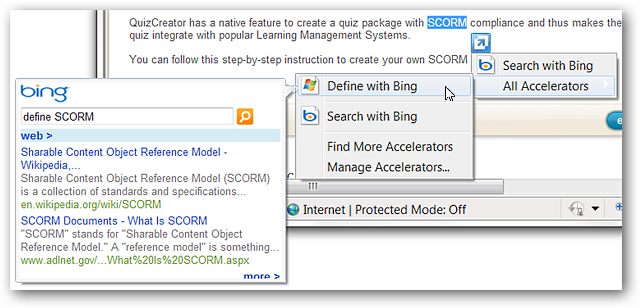 QuizCreator has a native feature to create a quiz package with SCORM compliance and thus makes the
quiz integrate with popular Learning Management Systems.
You can follow this step-by-step instruction to create your own SCORM
Search with Bing
All Accelerators
Define with Bing
Search with Bing
Find More Accelerators
Manage Accelerators...
bing
define SCORM
web >
Sharable Content Object Reference Model -
Wikipedia,...
Sharable Content Object Reference Model (SCORM)
is a collection of standards and specifications...
en.wikipedia.org/wiki/SCORM
SCORM Documents - What Is SCORM
"SCORM" stands for "Sharable Content Object
Reference Model." A "reference model" is something...
www.adlnet.gov/...What%20Is%20SCORM.aspx
more >
Internet | Protected Mode: Off